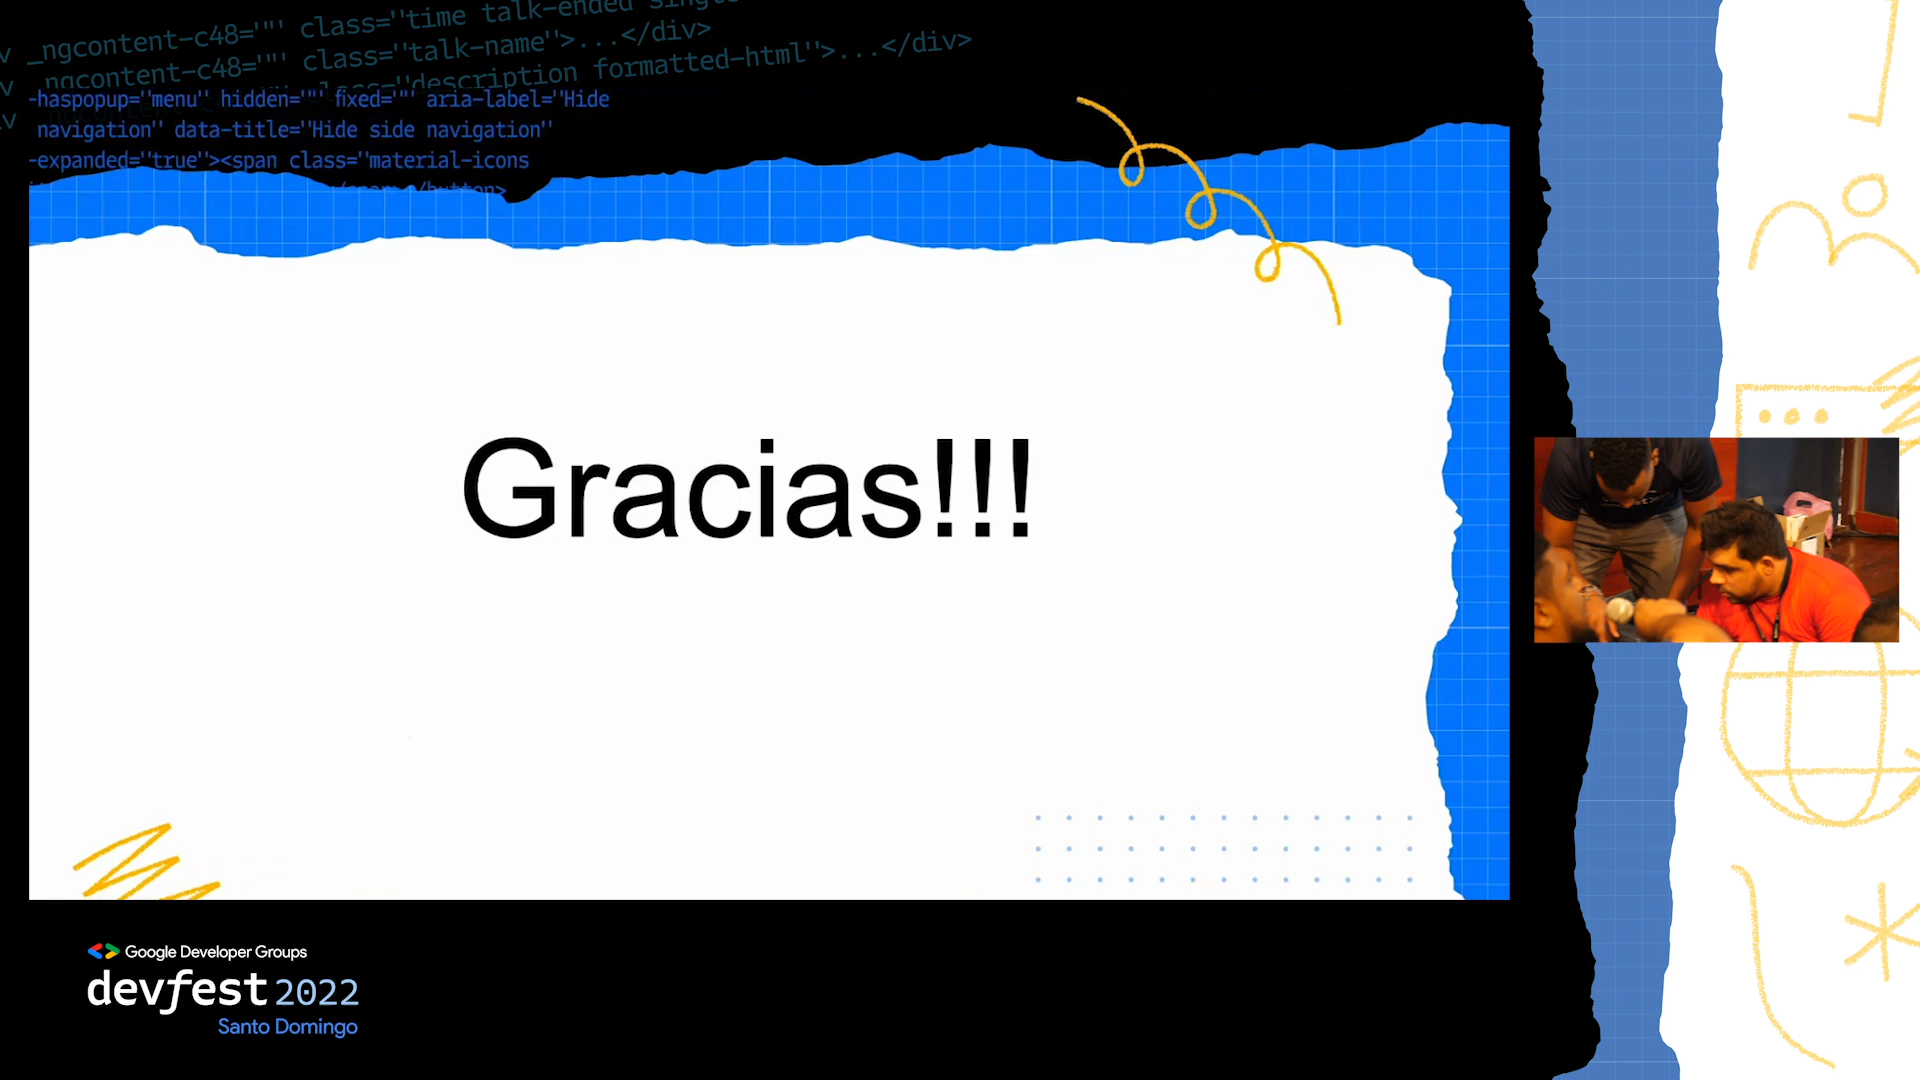 _ngcontent-c48="" class="time talk-ended
_ngcontent-c48="" class="talk-name">...</div>
description formatted-html">...</div>
-haspopup="menu" hidden="" fixed="" aria-label="Hide
navigation" data-title="Hide side navigation"
-expanded="true"><span class="material-icons
Gracias!!!
Google Developer Groups
devfest 2022
Santo Domingo